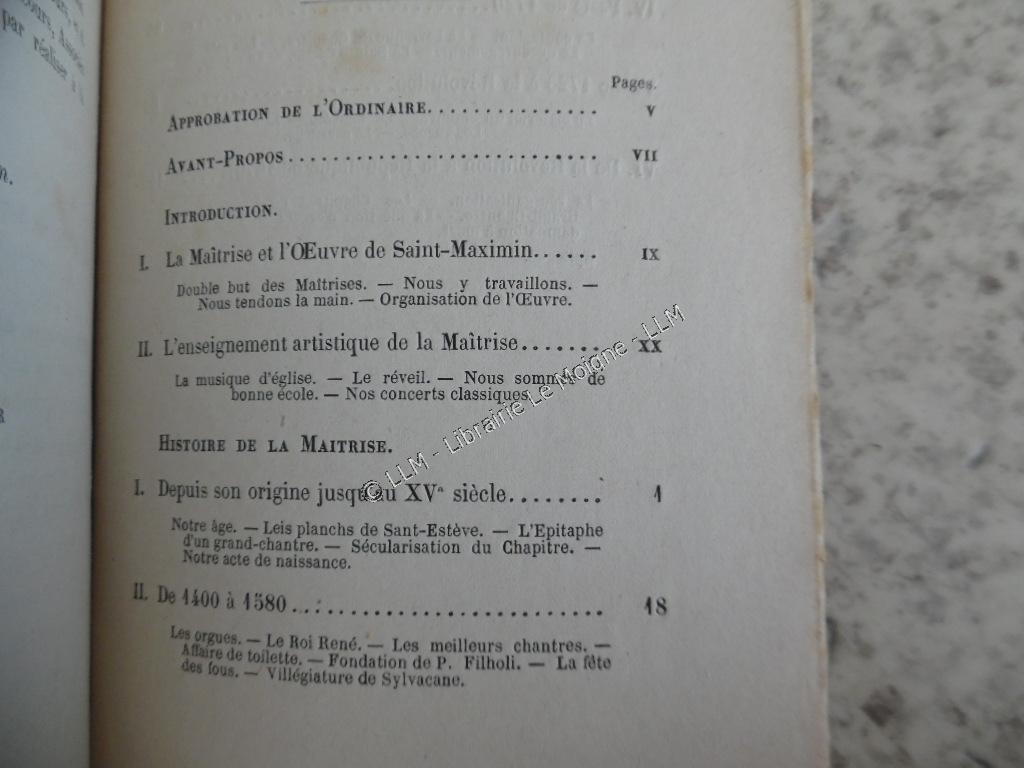 par réaliser
n.
R
Pages.
APPROBATION DE L'ORDINAIRE................ V
AVANT-PROPOS............................ VII
INTRODUCTION.
I. La Maîtrise et l'Œuvre de Saint-Maximin...... IX
Double but des Maîtrises. — Nous y travaillons. —
Nous tendons la main. — Organisation de l'Œuvre.
II. L'enseignement artistique de la Maîtrise....... XX
La musique d'église. — Le réveil. — Nous sommes de
bonne école. — Nos concerts classiques.
HISTOIRE DE LA MAITRISE.
I. Depuis son origine jusqu'au XVe siècle........ 1
Notre âge. — Leis planchs de Sant-Estève. — L'Epitaphe
d'un grand-chantre. — Sécularisation du Chapitre. —
Notre acte de naissance.
II. De 1400 à 1580........................... 18
Les orgues. — Le Roi René. — Les meilleurs chantres. —
Affaire de toilette. — Fondation de P. Filholi. — La fête
des fous. — Villégiature de Sylvacane.
© LLM - Librairie Le Moigne - LLM